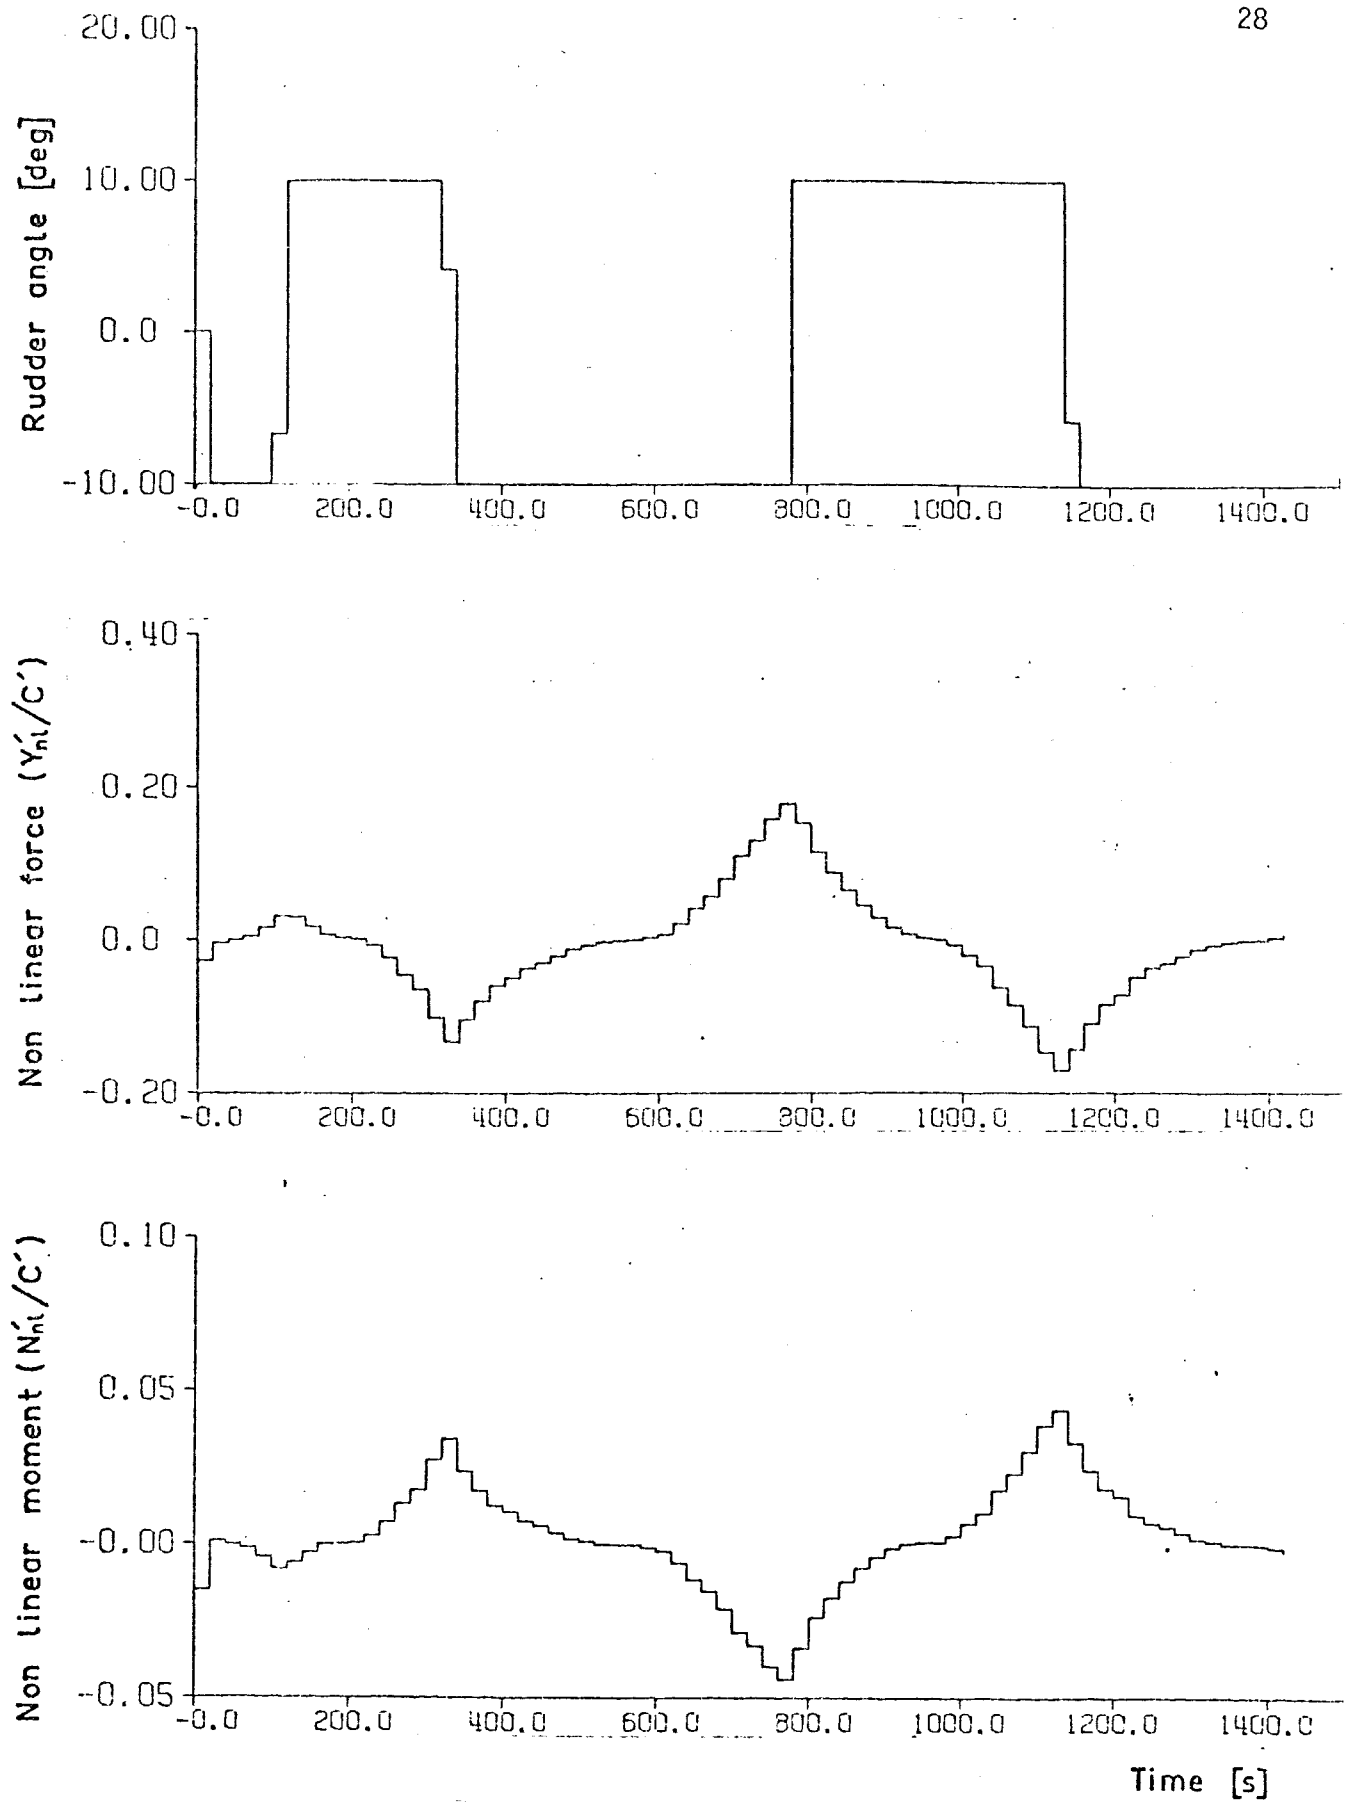 28
Rudder angle [deg]
20.00
10.00
0.0
-10.00
-0.0 200.0 400.0 600.0 800.0 1000.0 1200.0 1400.0
Non linear force (Y´nl/C´)
0.40
0.20
0.0
-0.20
-0.0 200.0 400.0 600.0 800.0 1000.0 1200.0 1400.0
Non linear moment (N´nl/C´)
0.10
0.05
-0.00
-0.05
-0.0 200.0 400.0 600.0 800.0 1000.0 1200.0 1400.0
Time [s]